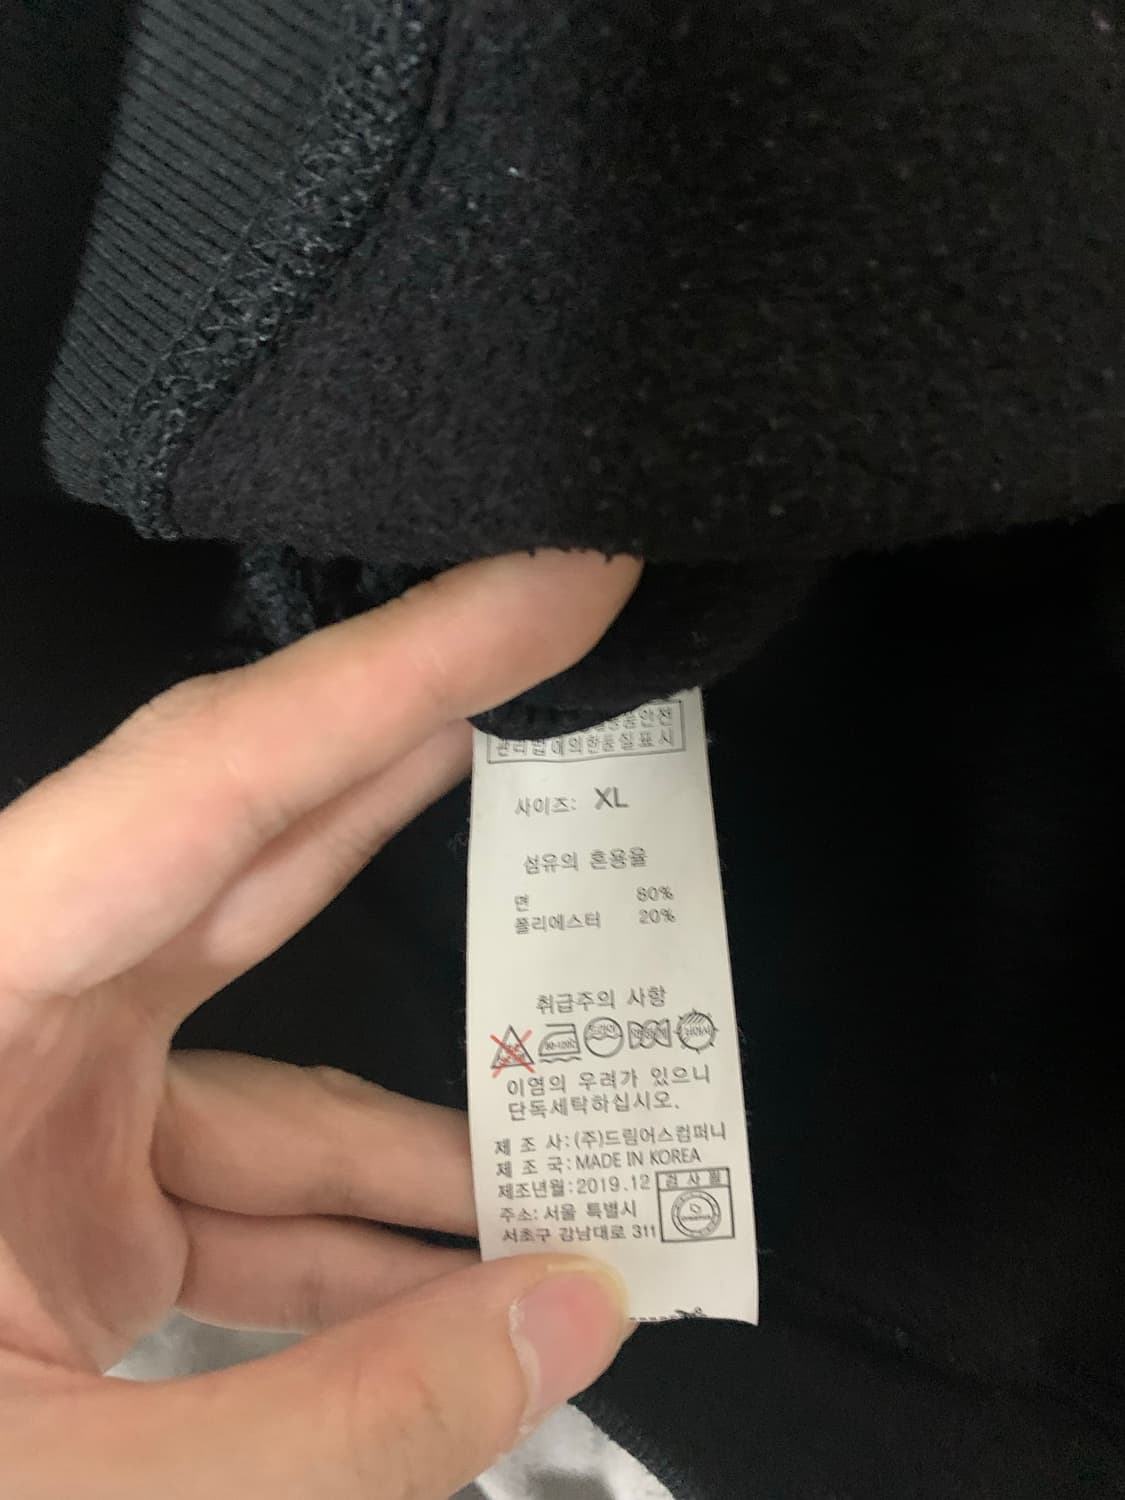 관리법에의한품질표시
사이즈: XL
섬유의 혼용율
면 80%
폴리에스터 20%
취급주의 사항
이염의 우려가 있으니
단독세탁하십시오.
제 조 사:(주)드림어스컴퍼니
제 조 국:MADE IN KOREA
제조년월:2019.12
검 사 필
주소: 서울 특별시
서초구 강남대로 311